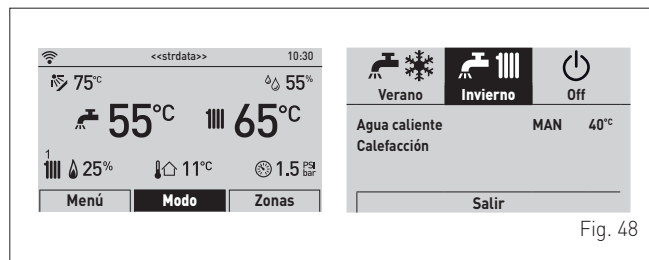 <<strdata>> 10:30
75°C 55%
55°C 65°C
1
25% 11°C 1.5 PSI bar
Menú Modo Zonas
Verano Invierno Off
Agua caliente MAN 40°C
Calefacción
Salir
Fig. 48